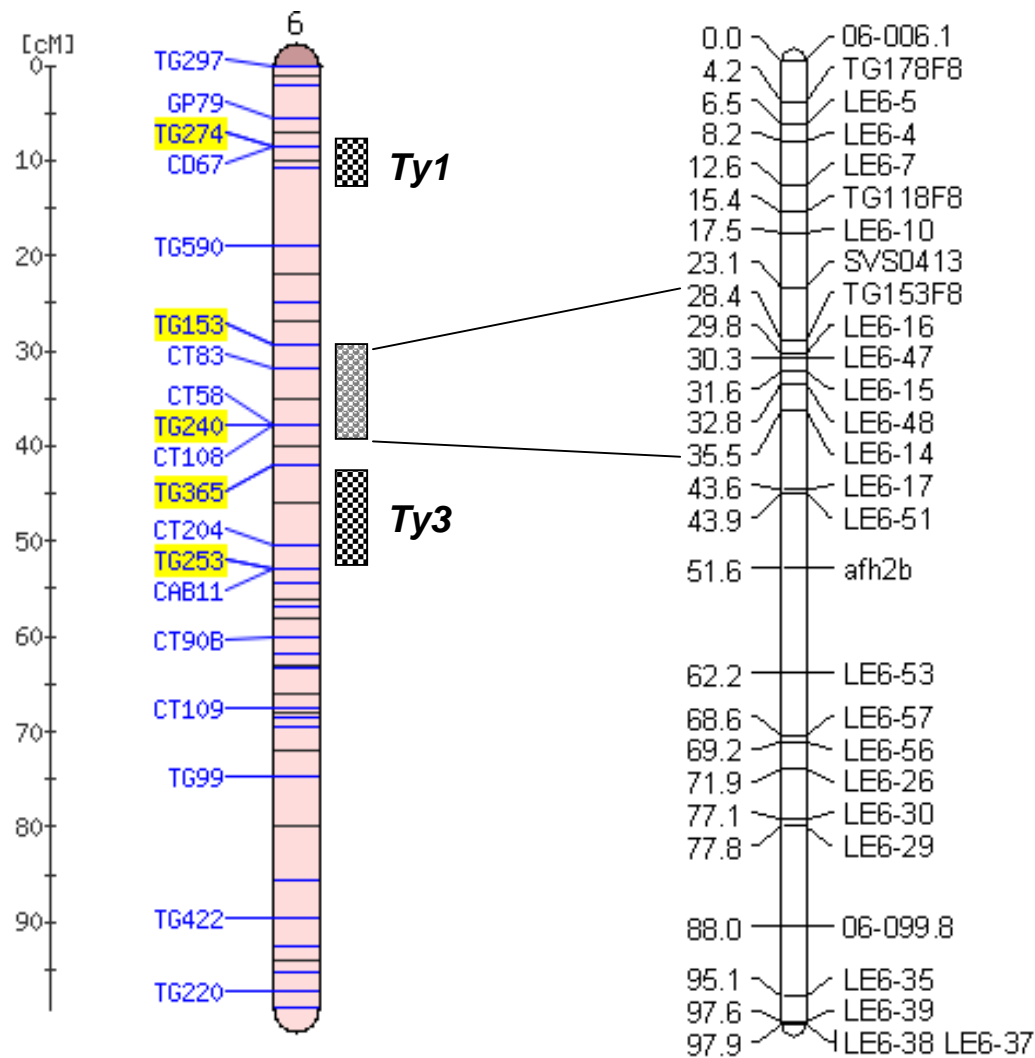 6
[cM]
0
10
20
30
40
50
60
70
80
90
TG297
GP79
TG274
CD67
TG590
TG153
CT83
CT58
TG240
CT108
TG365
CT204
TG253
CAB11
CT90B
CT109
TG99
TG422
TG220
Ty1
Ty3
0.0 06-006.1
4.2 TG178F8
6.5 LE6-5
8.2 LE6-4
12.6 LE6-7
15.4 TG118F8
17.5 LE6-10
23.1 SVS0413
28.4 TG153F8
29.8 LE6-16
30.3 LE6-47
31.6 LE6-15
32.8 LE6-48
35.5 LE6-14
43.6 LE6-17
43.9 LE6-51
51.6 afh2b
62.2 LE6-53
68.6 LE6-57
69.2 LE6-56
71.9 LE6-26
77.1 LE6-30
77.8 LE6-29
88.0 06-099.8
95.1 LE6-35
97.6 LE6-39
97.9 LE6-38 LE6-37